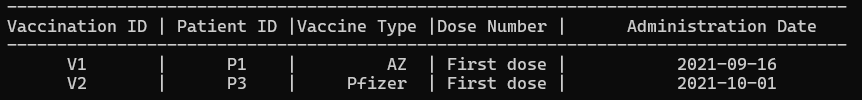 Vaccination ID | Patient ID |Vaccine Type |Dose Number | Administration Date
V1 | P1 | AZ | First dose | 2021-09-16
V2 | P3 | Pfizer | First dose | 2021-10-01